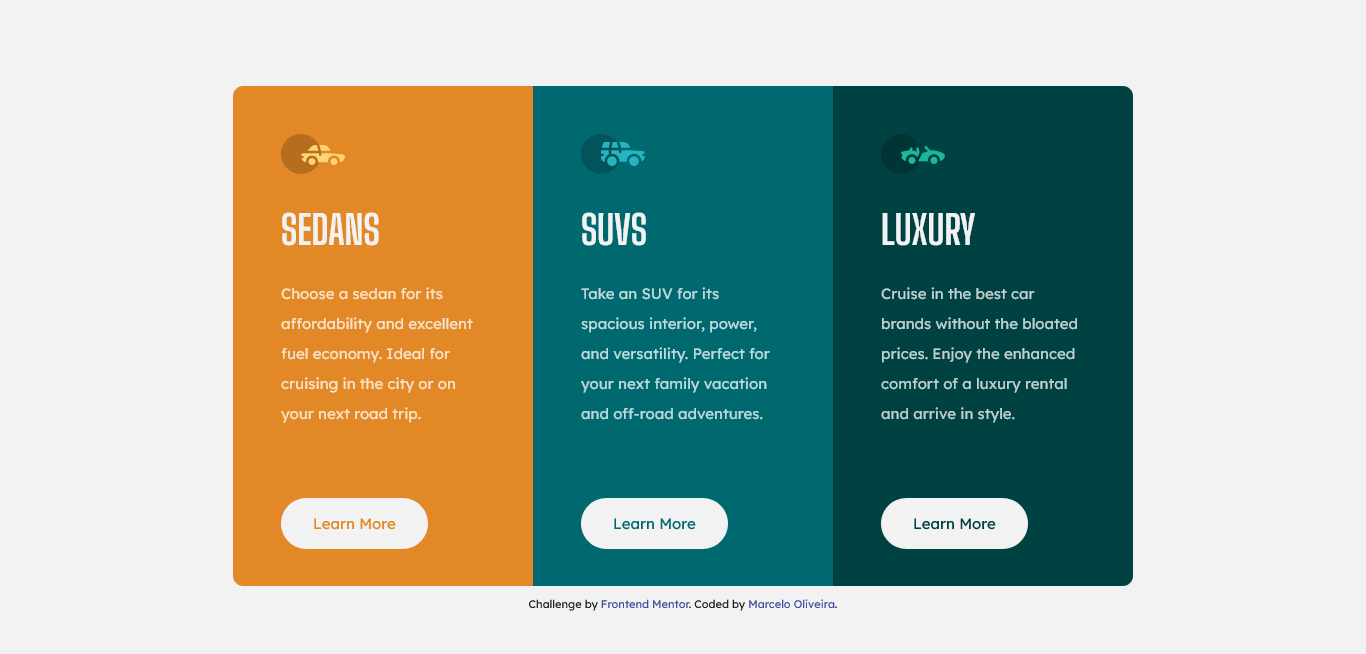 SEDANS
Choose a sedan for its
affordability and excellent
fuel economy. Ideal for
cruising in the city or on
your next road trip.
Learn More
SUVS
Take an SUV for its
spacious interior, power,
and versatility. Perfect for
your next family vacation
and off-road adventures.
Learn More
LUXURY
Cruise in the best car
brands without the bloated
prices. Enjoy the enhanced
comfort of a luxury rental
and arrive in style.
Learn More
Challenge by Frontend Mentor. Coded by Marcelo Oliveira.